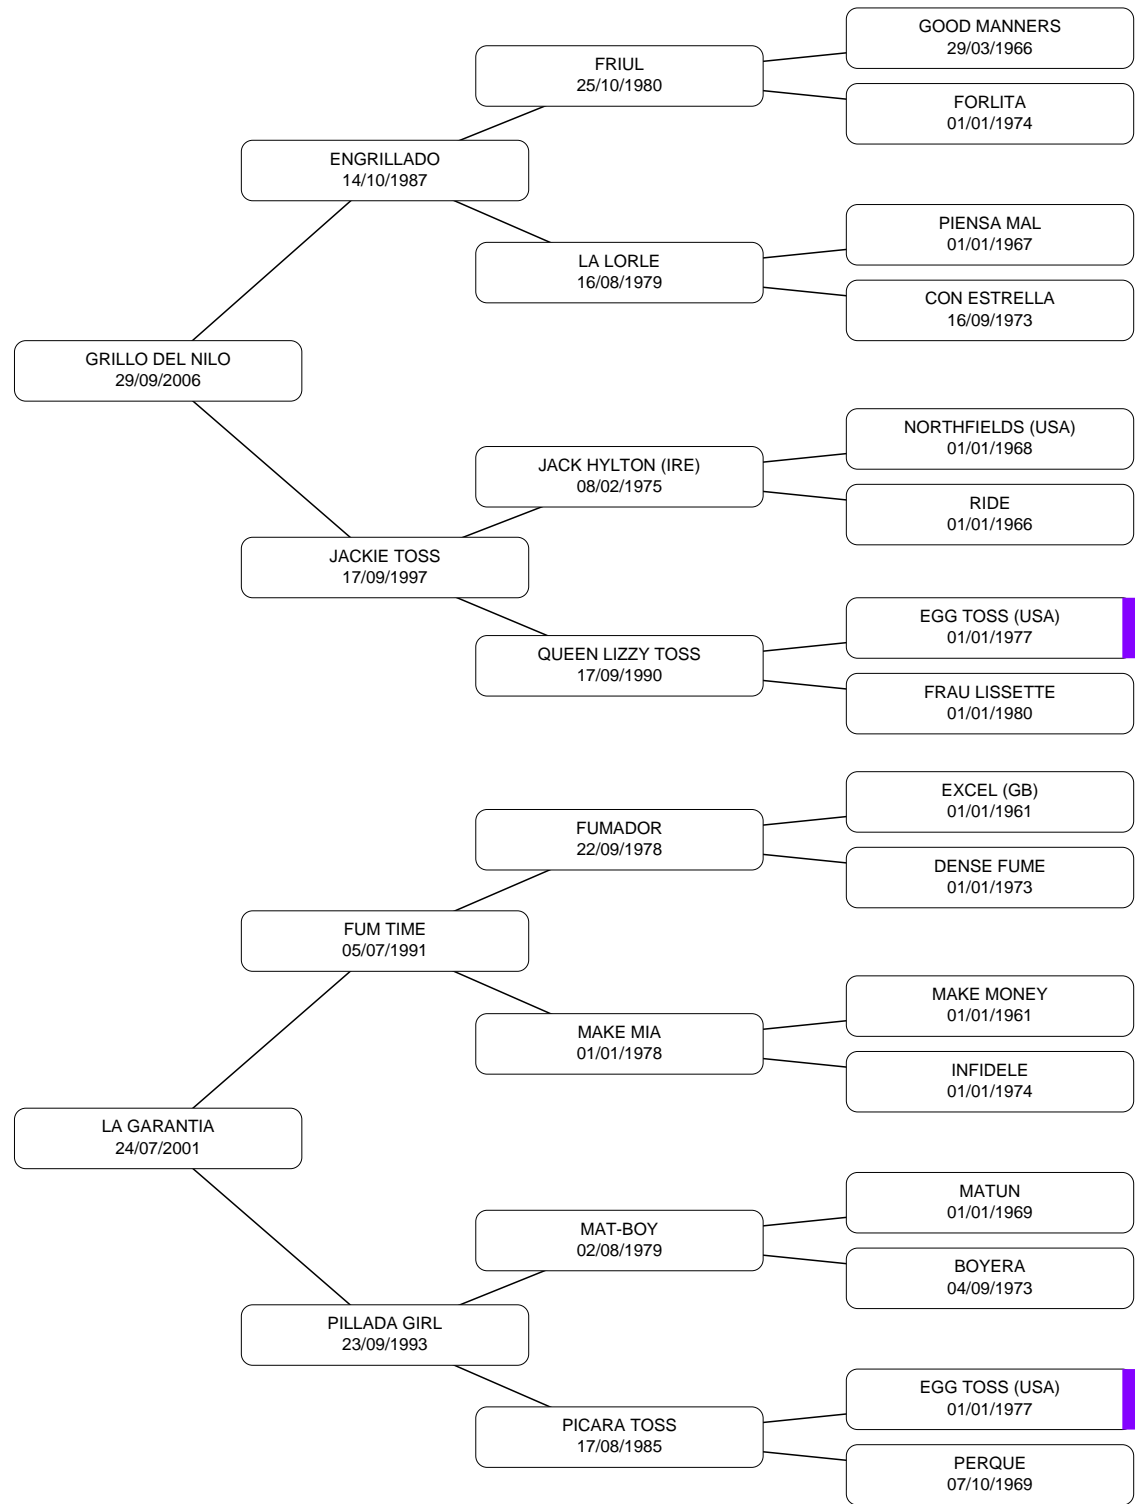 GOOD MANNERS
29/03/1966
FRIUL
25/10/1980
FORLITA
01/01/1974
ENGRILLADO
14/10/1987
PIENSA MAL
01/01/1967
LA LORLE
16/08/1979
CON ESTRELLA
16/09/1973
GRILLO DEL NILO
29/09/2006
NORTHFIELDS (USA)
01/01/1968
JACK HYLTON (IRE)
08/02/1975
RIDE
01/01/1966
JACKIE TOSS
17/09/1997
EGG TOSS (USA)
01/01/1977
QUEEN LIZZY TOSS
17/09/1990
FRAU LISSETTE
01/01/1980
EXCEL (GB)
01/01/1961
FUMADOR
22/09/1978
DENSE FUME
01/01/1973
FUM TIME
05/07/1991
MAKE MONEY
01/01/1961
MAKE MIA
01/01/1978
INFIDELE
01/01/1974
LA GARANTIA
24/07/2001
MATUN
01/01/1969
MAT-BOY
02/08/1979
BOYERA
04/09/1973
PILLADA GIRL
23/09/1993
EGG TOSS (USA)
01/01/1977
PICARA TOSS
17/08/1985
PERQUE
07/10/1969